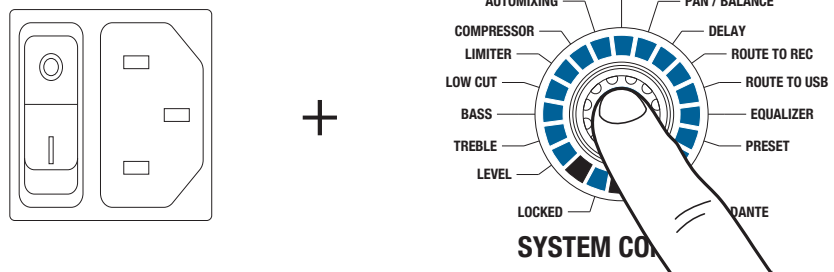 AUTOMIXING
PAN / BALANCE
COMPRESSOR
DELAY
LIMITER
ROUTE TO REC
LOW CUT
ROUTE TO USB
BASS
EQUALIZER
TREBLE
PRESET
LEVEL
LOCKED
DANTE
SYSTEM CO